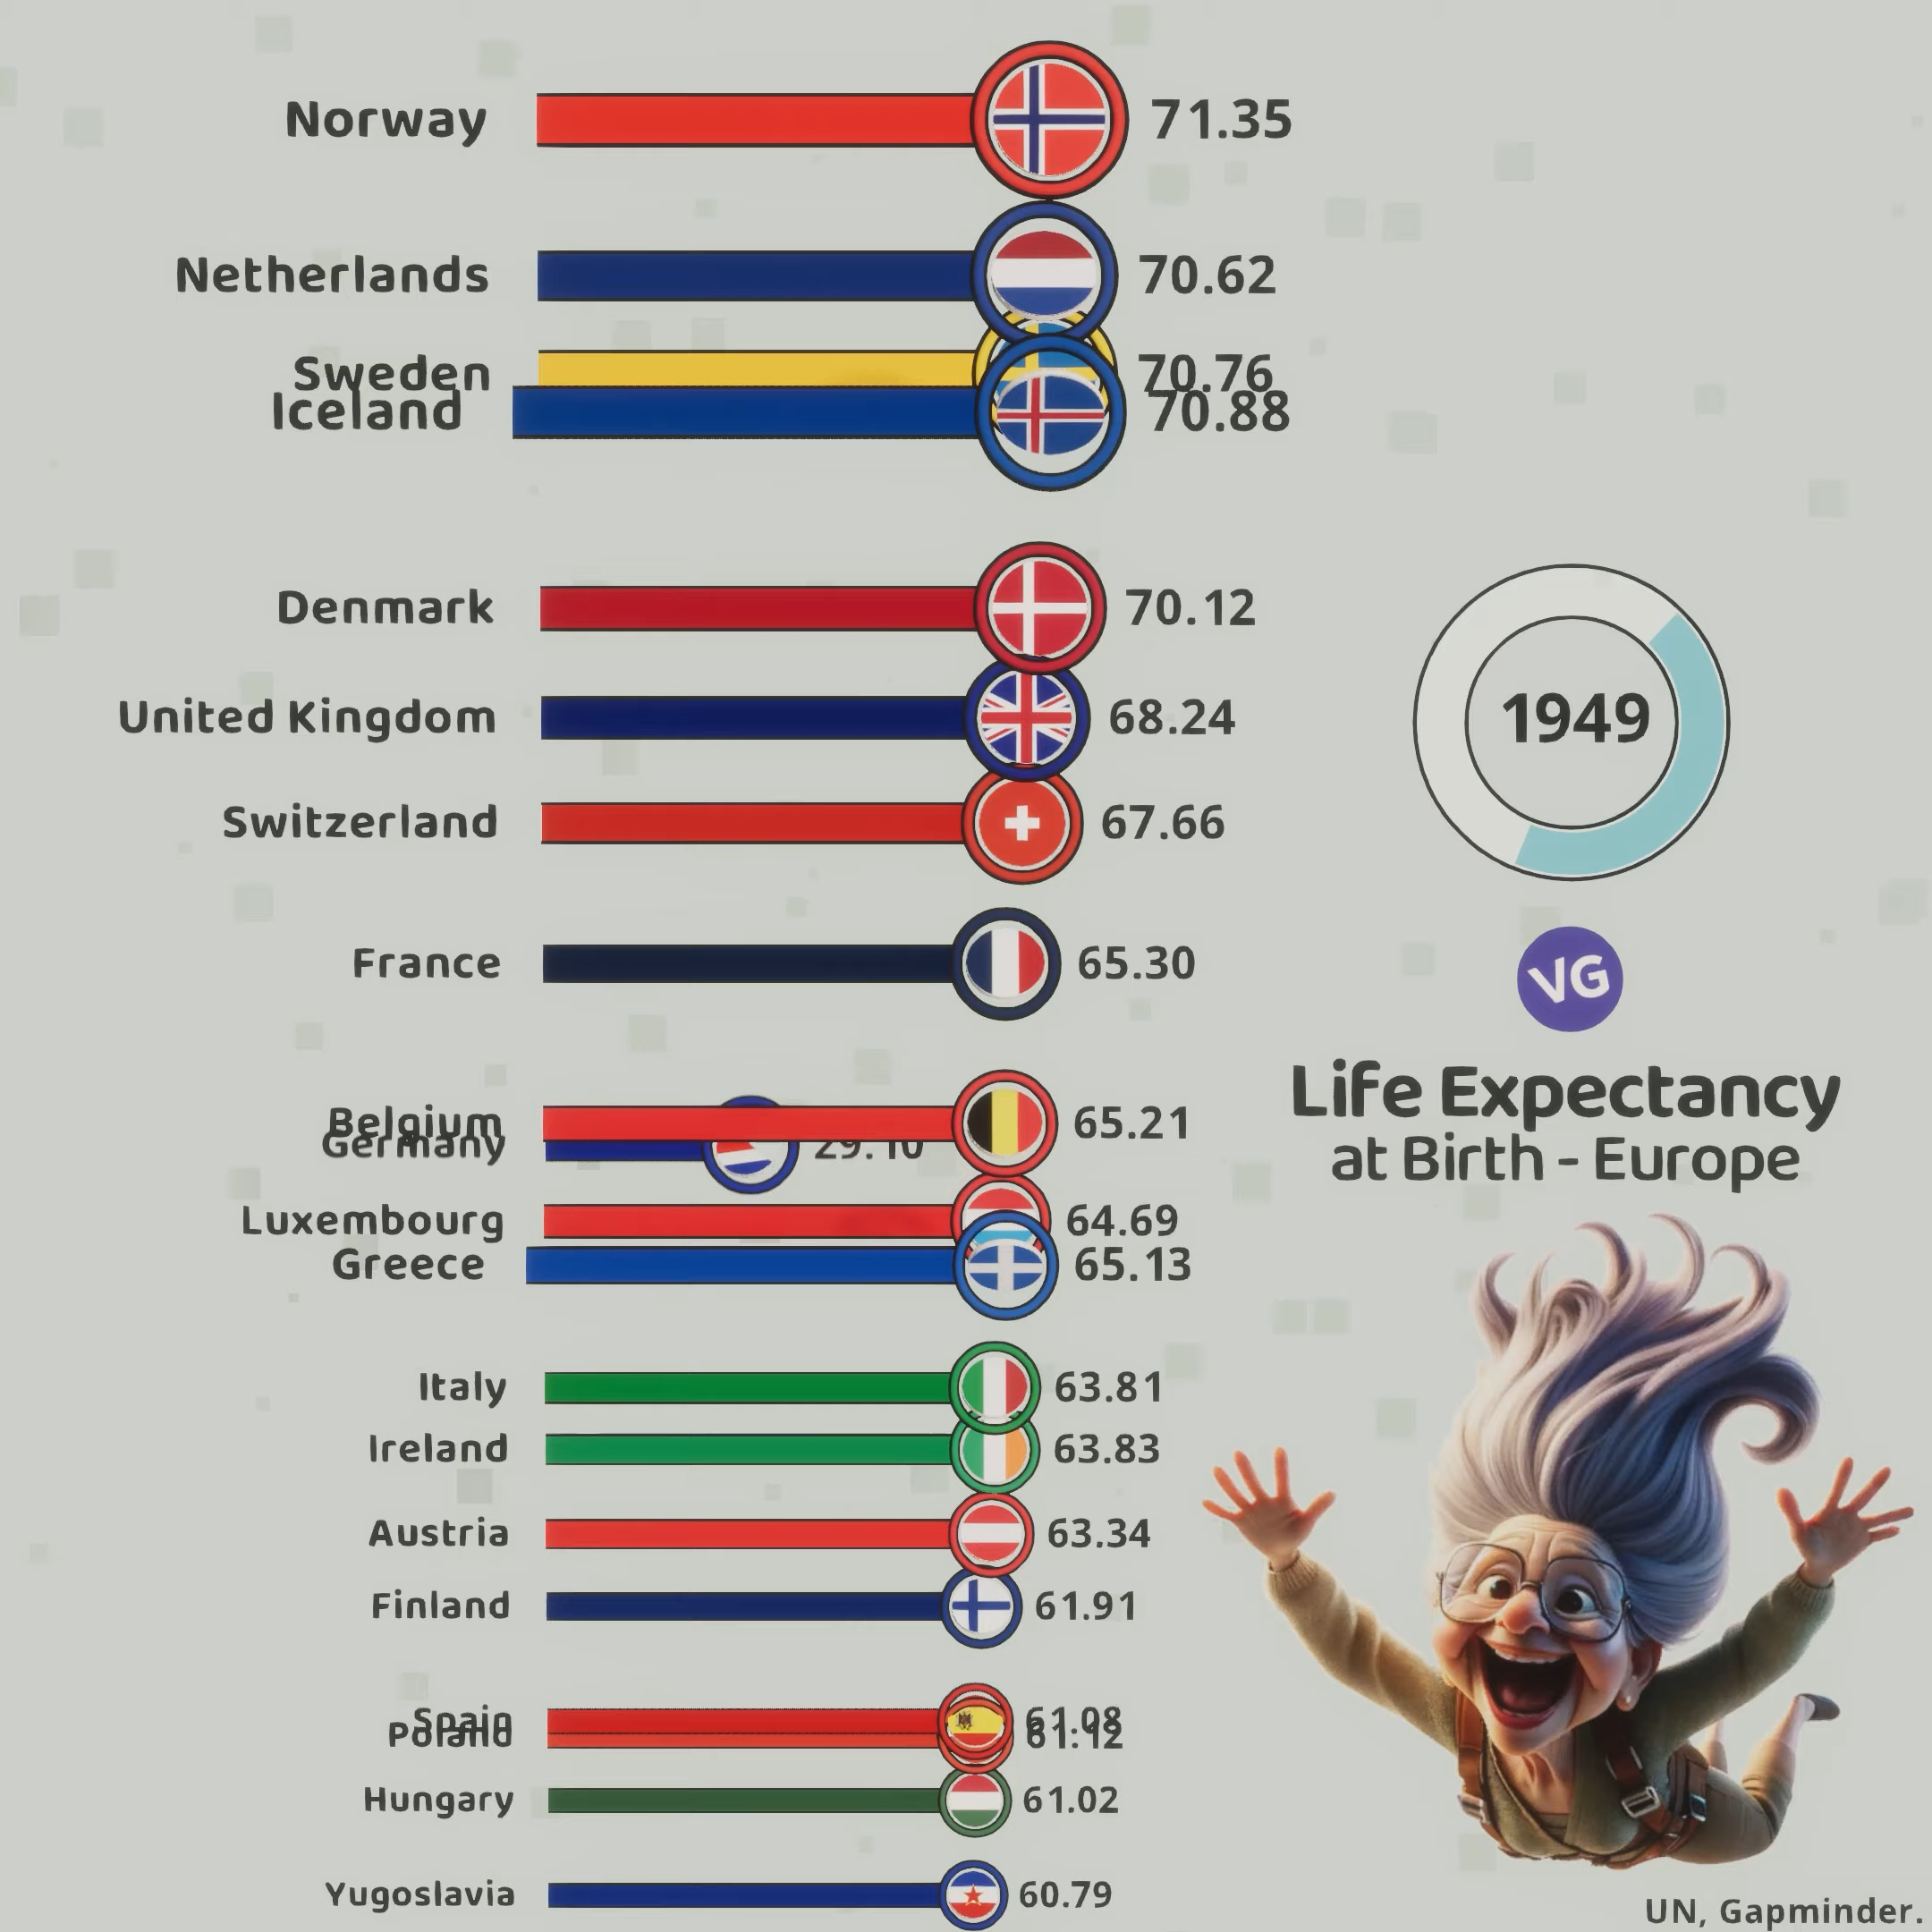 Norway 71.35
Netherlands 70.62
Sweden 70.76
Iceland 70.88
Denmark 70.12
United Kingdom 68.24
Switzerland 67.66
France 65.30
Belgium 65.21
Germany 29.10
Luxembourg 64.69
Greece 65.13
Italy 63.81
Ireland 63.83
Austria 63.34
Finland 61.91
Spain 61.08
Poland
Hungary 61.02
Yugoslavia 60.79
1949
VG
Life Expectancy
at Birth - Europe
UN, Gapminder.